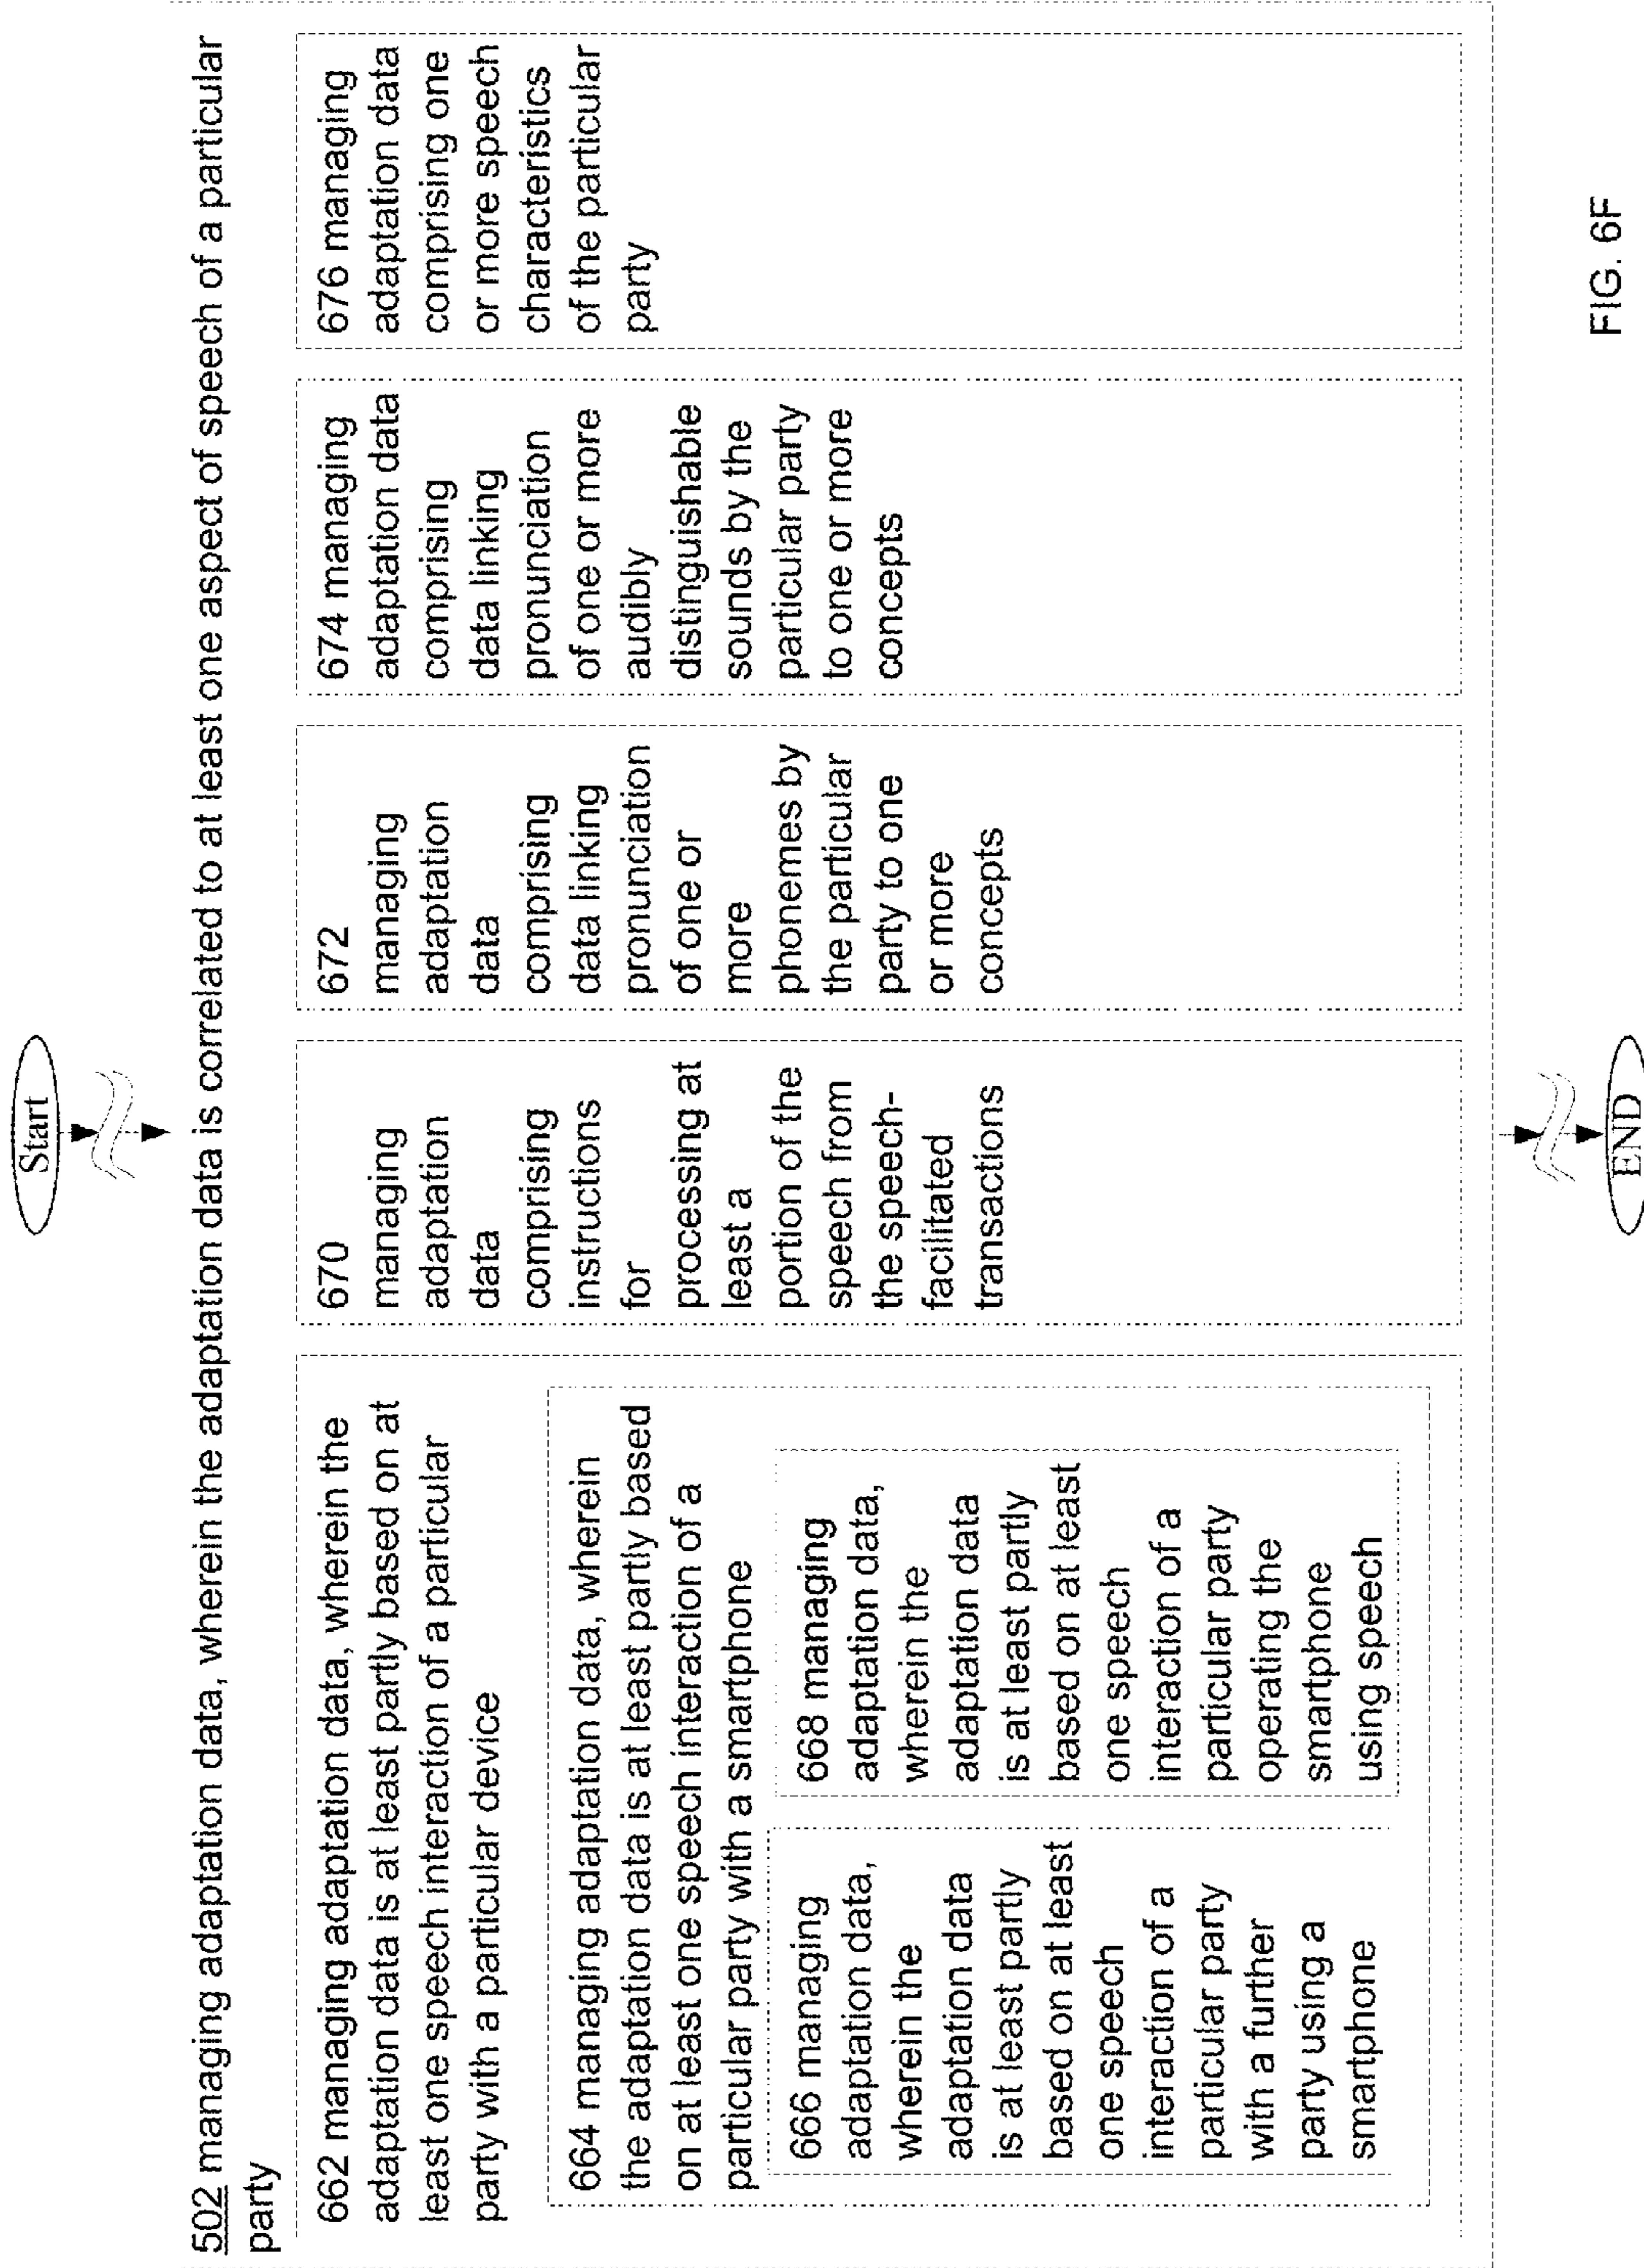 Start
502 managing adaptation data, wherein the adaptation data is correlated to at least one aspect of speech of a particular
party
662 managing adaptation data, wherein the
adaptation data is at least partly based on at
least one speech interaction of a particular
party with a particular device
664 managing adaptation data, wherein
the adaptation data is at least partly based
on at least one speech interaction of a
particular party with a smartphone
666 managing
adaptation data,
wherein the
adaptation data
is at least partly
based on at least
one speech
interaction of a
particular party
with a further
party using a
smartphone
668 managing
adaptation data,
wherein the
adaptation data
is at least partly
based on at least
one speech
interaction of a
particular party
operating the
smartphone
using speech
670
managing
adaptation
data
comprising
instructions
for
processing at
least a
portion of the
speech from
the speech-
facilitated
transactions
672
managing
adaptation
data
comprising
data linking
pronunciation
of one or
more
phonemes by
the particular
party to one
or more
concepts
674 managing
adaptation data
comprising
data linking
pronunciation
of one or more
audibly
distinguishable
sounds by the
particular party
to one or more
concepts
676 managing
adaptation data
comprising one
or more speech
characteristics
of the particular
party
END
FIG. 6F